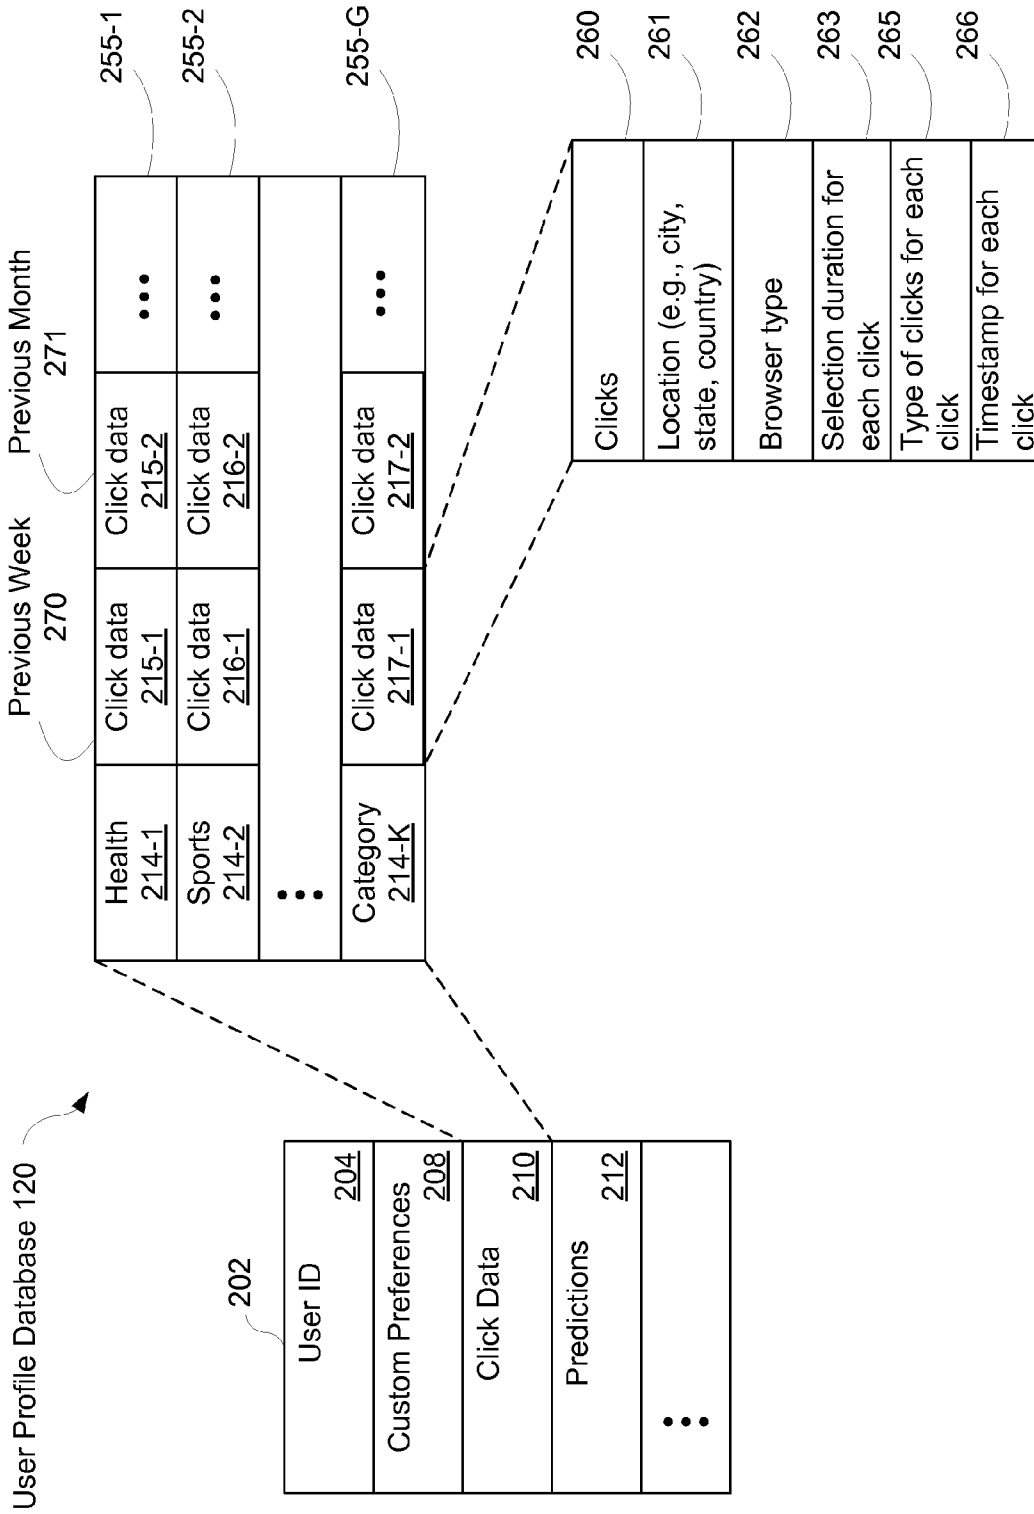 User Profile Database 120
202
User ID
204
Custom Preferences
208
Click Data
210
Predictions
212
Previous Week
270
Previous Month
271
Health
214-1
Click data
215-1
Click data
215-2
255-1
Sports
214-2
Click data
216-1
Click data
216-2
255-2
Category
214-K
Click data
217-1
Click data
217-2
255-G
Clicks
260
Location (e.g., city,
state, country)
261
Browser type
262
Selection duration for
each click
263
Type of clicks for each
click
265
Timestamp for each
click
266